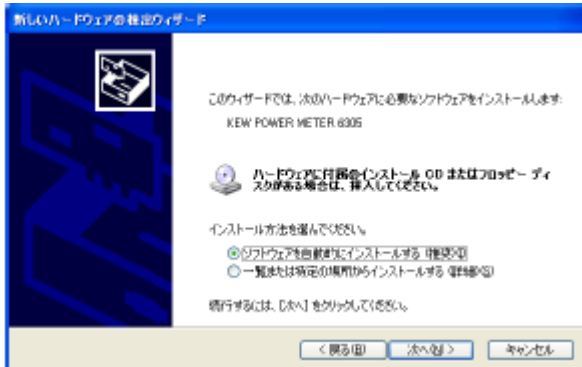 新しいハードウェアの検出ウィザード
このウィザードでは、次のハードウェアに必要なソフトウェアをインストールします:
KEW POWER METER 6305
ハードウェアに付属のインストール CD またはフロッピー ディ
スクがある場合は、挿入してください。
インストール方法を選んでください。
ソフトウェアを自動的にインストールする (推奨)(I)
一覧または特定の場所からインストールする (詳細)(S)
続行するには、[次へ] をクリックしてください。
< 戻る(B)
次へ(N) >
キャンセル